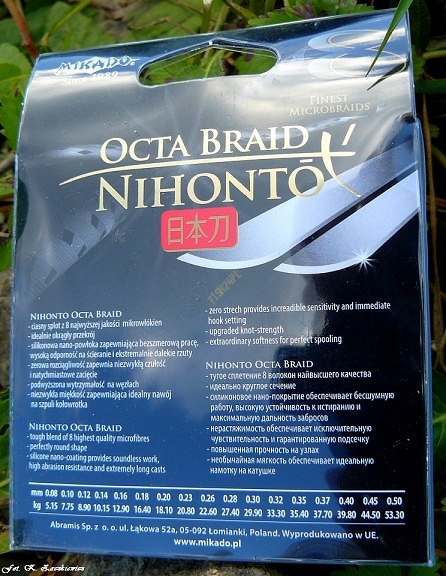 MIKADO
Since 1989
FINEST
MICROBRAIDS
OCTA BRAID
NIHONTŌ
日本刀
FISH24.PL
NIHONTO OCTA BRAID
- ciasny splot z 8 najwyższej jakości mikrowłókien
- idealnie okrągły przekrój
- silikonowa nano-powłoka zapewniająca bezszmerową pracę,
wysoką odporność na ścieranie i ekstremalnie dalekie rzuty
- zerowa rozciągliwość zapewnia niezwykłą czułość
i natychmiastowe zacięcie
- podwyższona wytrzymałość na węzłach
- niezwykła miękkość zapewniająca idealny nawój
na szpuli kołowrotka
NIHONTO OCTA BRAID
- tough blend of 8 highest quality microfibres
- perfectly round shape
- silicone nano-coating provides soundless work,
high abrasion resistance and extremely long casts
- zero strech provides increadible sensitivity and immediate
hook setting
- upgraded knot-strength
- extraordinary softness for perfect spooling
NIHONTO OCTA BRAID
- тугое сплетение 8 волокон наивысшего качества
- идеально круглое сечение
- силиконовое нано-покрытие обеспечивает бесшумную
работу, высокую устойчивость к истиранию и
максимальную дальность забросов
- нерастяжимость обеспечивает исключительную
чувствительность и гарантированную подсечку
- повышенная прочность на узлах
- необычайная мягкость обеспечивает идеальную
намотку на катушке
mm 0.08 0.10 0.12 0.14 0.16 0.18 0.20 0.23 0.26 0.28 0.30 0.33 0.35 0.37 0.40 0.45 0.50
kg 5.15 7.75 8.90 10.15 12.90 16.40 18.10 20.80 22.60 27.40 29.90 33.30 35.40 37.70 39.80 44.50 53.30
Abramis Sp. z o. o. ul. Łąkowa 52a, 05-092 Łomianki, Poland. Wyprodukowano w UE.
www.mikado.pl